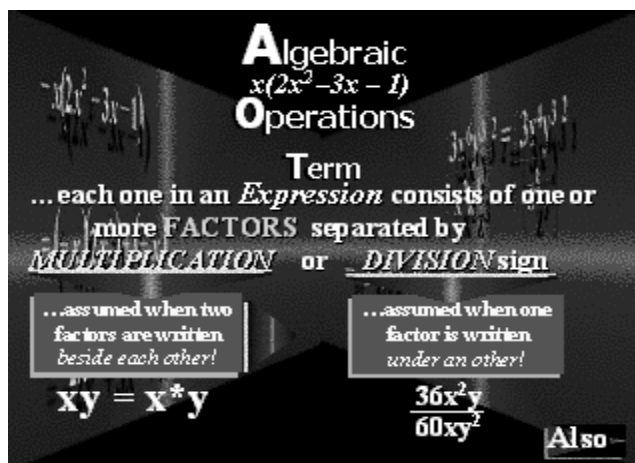 Algebraic
x(2x²–3x – 1)
Operations
Term
...each one in an Expression consists of one or
more FACTORS separated by
MULTIPLICATION or DIVISION sign
...assumed when two
factors are written
beside each other!
...assumed when one
factor is written
under an other!
xy = x*y
36x²y
60xy²
Also